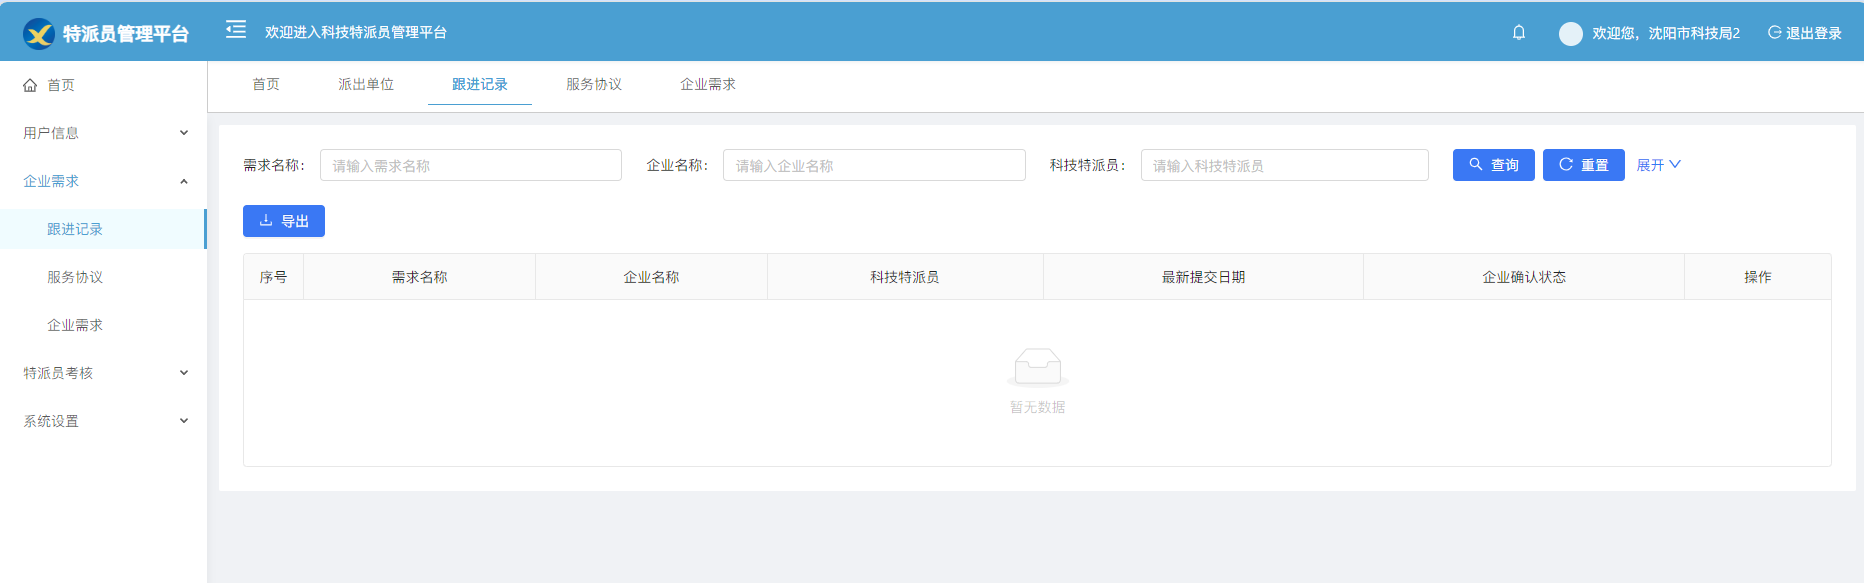 特派员管理平台
欢迎进入科技特派员管理平台
欢迎您，沈阳市科技局2
退出登录
首页
用户信息
企业需求
跟进记录
服务协议
企业需求
特派员考核
系统设置
首页 派出单位 跟进记录 服务协议 企业需求
需求名称： 请输入需求名称 企业名称： 请输入企业名称 科技特派员： 请输入科技特派员 查询 重置 展开
导出
序号 需求名称 企业名称 科技特派员 最新提交日期 企业确认状态 操作
暂无数据